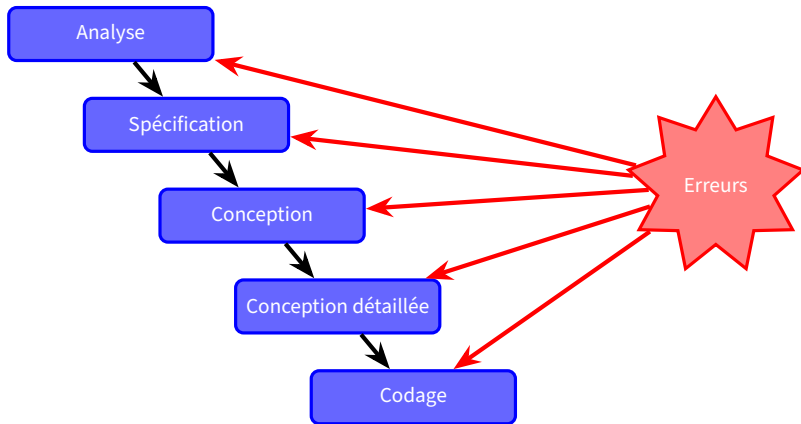 Analyse
Spécification
Erreurs
Conception
Conception détaillée
Codage